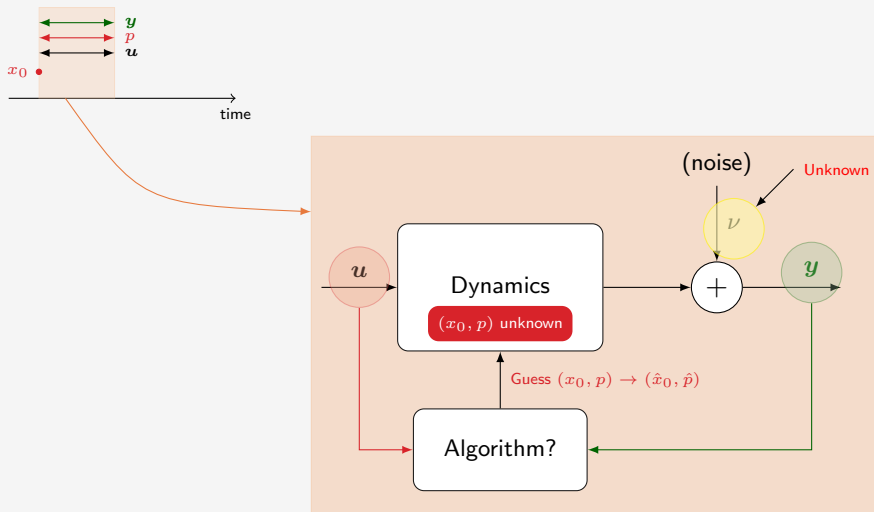 y
p
u
x₀
time
(noise)
Unknown
ν
u
y
Dynamics
+
(x₀, p) unknown
Guess (x₀, p) → (x̂₀, p̂)
Algorithm?